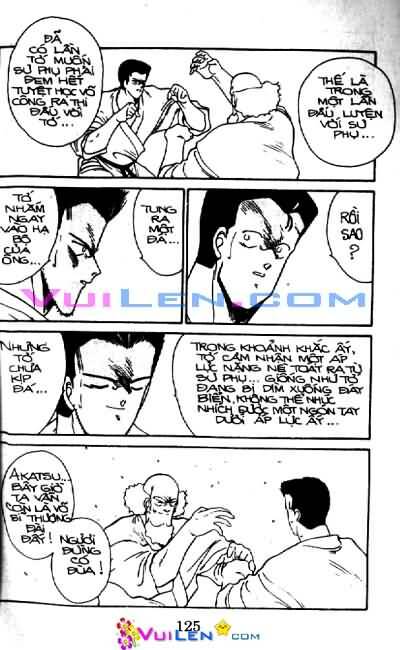 ĐÃ
CÓ LẦN
TỚ MUỐN
SƯ PHỤ PHẢI
ĐEM HẾT
TUYỆT HỌC VÕ
CÔNG RA THI
ĐẤU VỚI
TỚ...
THẾ LÀ
TRONG
MỘT LẦN
ĐẤU LUYỆN
VỚI SƯ
PHỤ...
TỚ
NHẮM
NGAY
VÀO HẠ
BỘ
CỦA
ÔNG...
TUNG
RA
MỘT
ĐÁ...
RỒI
SAO
?
VUILEN.COM
NHƯNG
TỚ
CHƯA
KỊP
ĐÁ...
TRONG KHOẢNH KHẮC ẤY,
TỚ CẢM NHẬN MỘT ÁP
LỰC NẶNG NỀ TOÁT RA TỪ
SƯ PHỤ... GIỐNG NHƯ TỚ
ĐANG BỊ DÌM XUỐNG ĐÁY
BIỂN, KHÔNG THỂ NHÚC
NHÍCH ĐƯỢC MỘT NGÓN TAY
DƯỚI ÁP LỰC ẤY...
AKATSU...
BÂY GIỜ
TA VẪN
CÒN LÀ VÕ
SĨ THƯỢNG
ĐÀI
ĐẤY!
NGƯƠI
ĐỪNG
CÓ
ĐÙA!
125
VUILEN.COM